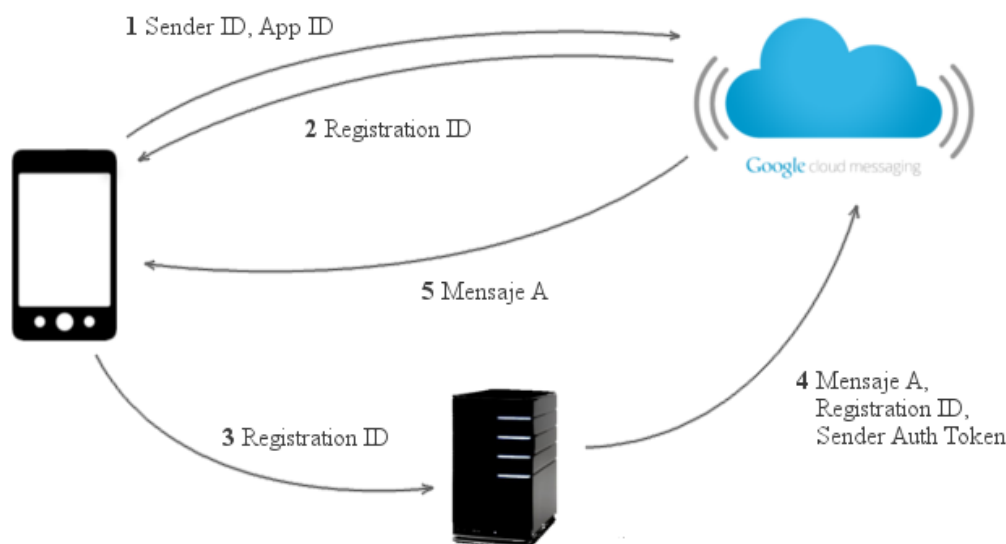 1 Sender ID, App ID
2 Registration ID
Google cloud messaging
5 Mensaje A
4 Mensaje A,
Registration ID,
Sender Auth Token
3 Registration ID